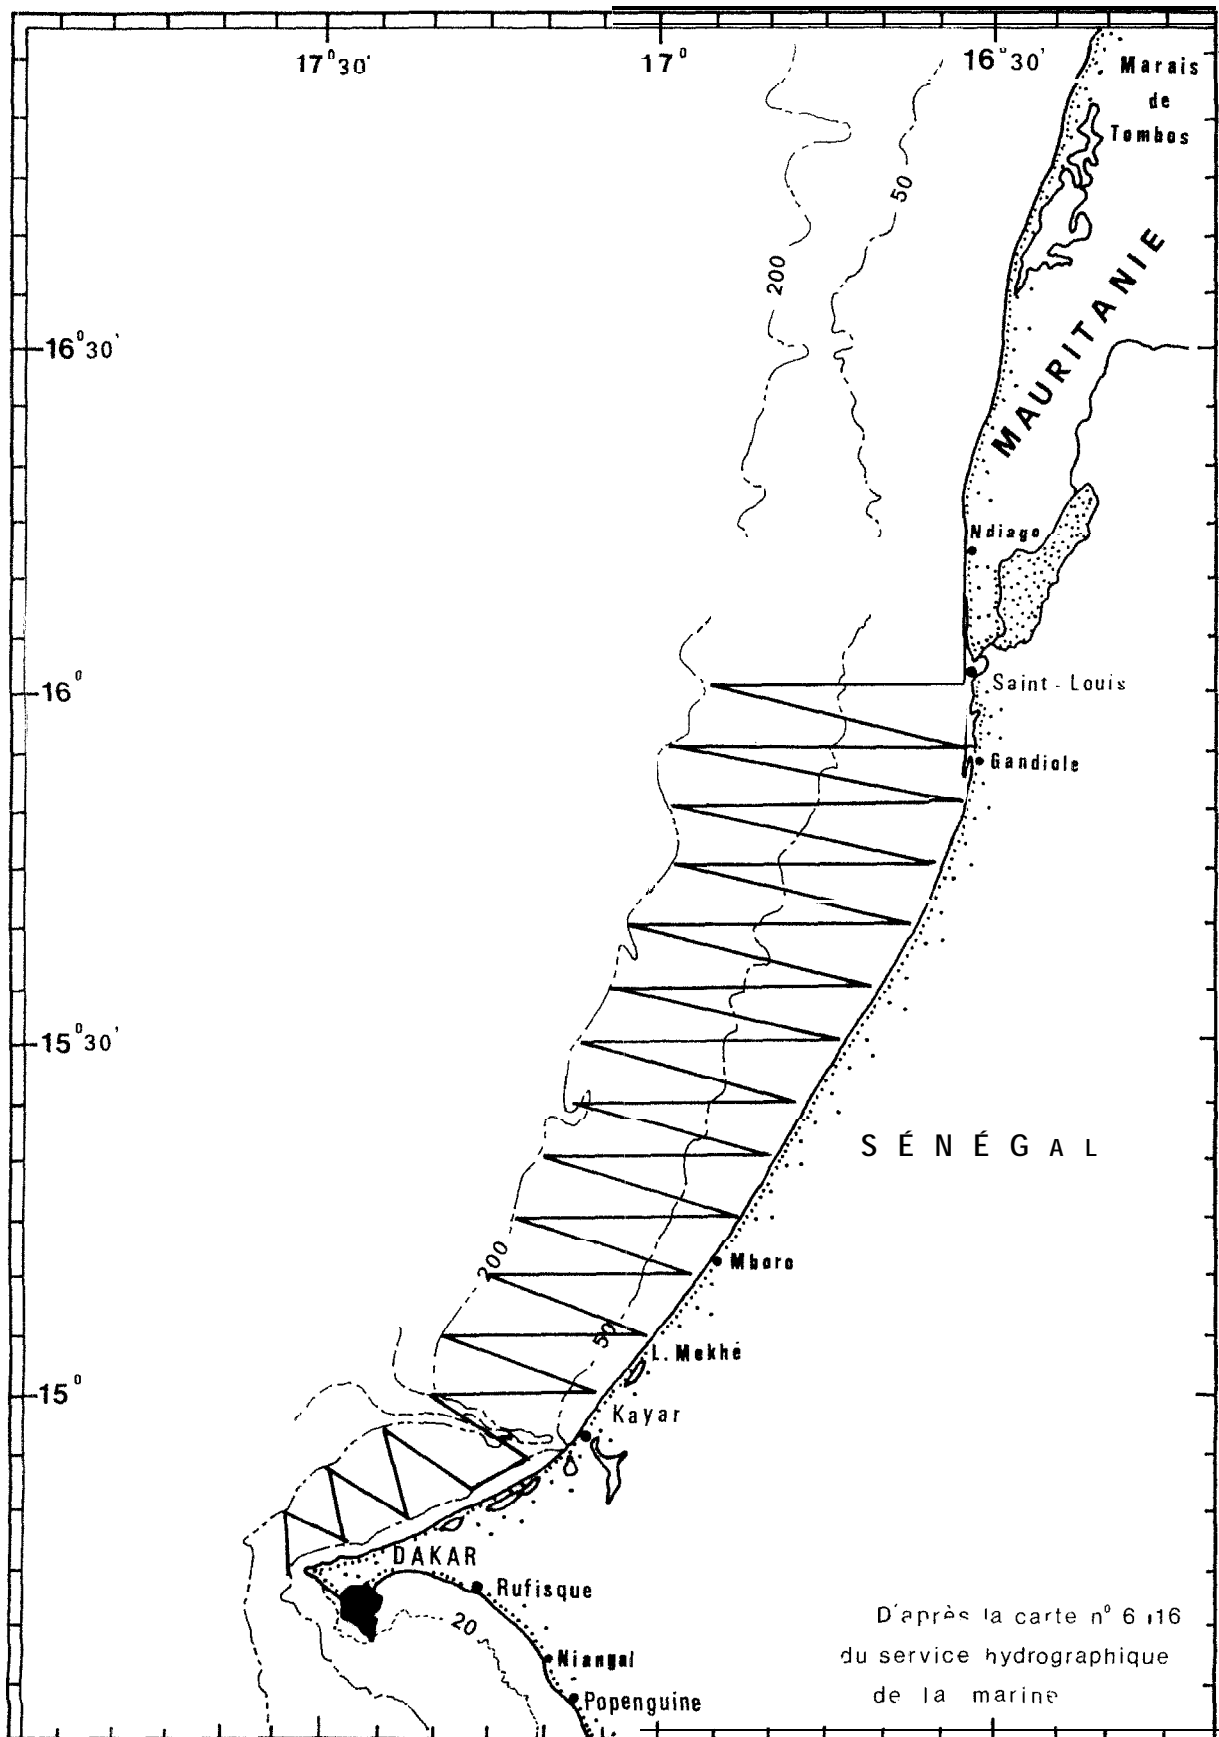 17°30'
17°
16°30'
Marais
de
Tombos
50
200
MAURITANIE
16°30'
Ndiago
16°
Saint-Louis
Gandiole
15°30'
SÉNÉGAL
200
Mboro
50
L. Mekhé
15°
Kayar
DAKAR
Rufisque
20
Niangal
Popenguine
D'après la carte n°
du service hydrographique
de la marine